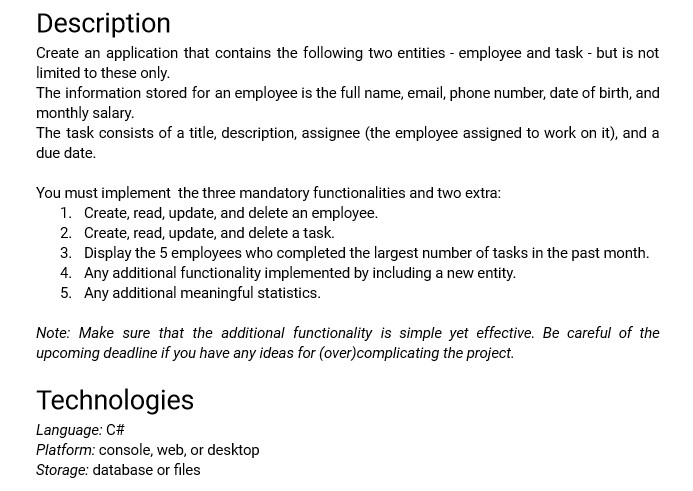 Description
Create an application that contains the following two entities - employee and task - but is not
limited to these only.
The information stored for an employee is the full name, email, phone number, date of birth, and
monthly salary.
The task consists of a title, description, assignee (the employee assigned to work on it), and a
due date.
You must implement the three mandatory functionalities and two extra:
1. Create, read, update, and delete an employee.
2. Create, read, update, and delete a task.
3. Display the 5 employees who completed the largest number of tasks in the past month.
4. Any additional functionality implemented by including a new entity.
5. Any additional meaningful statistics.
Note: Make sure that the additional functionality is simple yet effective. Be careful of the
upcoming deadline if you have any ideas for (over)complicating the project.
Technologies
Language: C#
Platform: console, web, or desktop
Storage: database or files